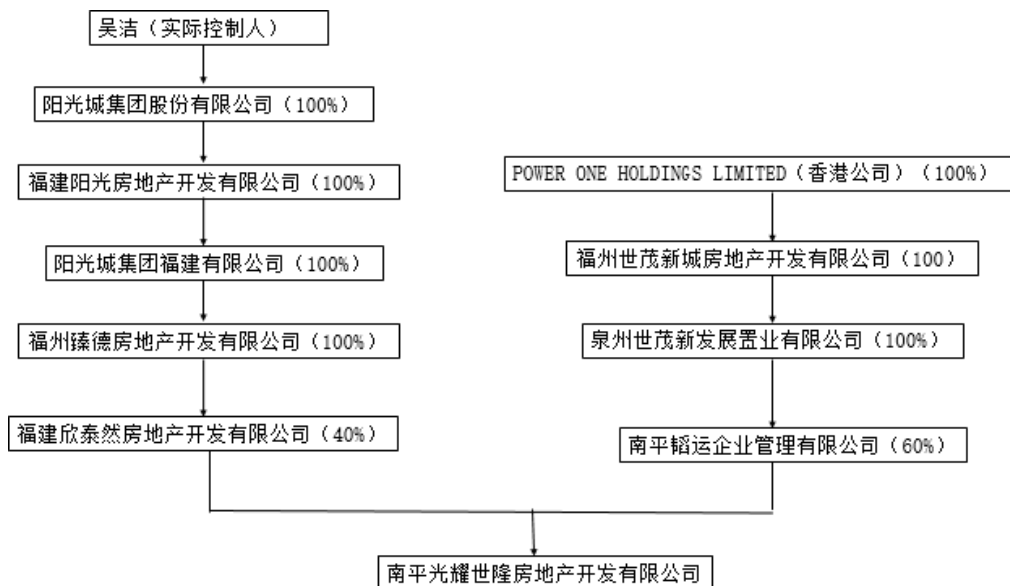 吴洁（实际控制人）
阳光城集团股份有限公司（100%）
福建阳光房地产开发有限公司（100%）
阳光城集团福建有限公司（100%）
福州臻德房地产开发有限公司（100%）
福建欣泰然房地产开发有限公司（40%）
POWER ONE HOLDINGS LIMITED（香港公司）（100%）
福州世茂新城房地产开发有限公司（100）
泉州世茂新发展置业有限公司（100%）
南平韬运企业管理有限公司（60%）
南平光耀世隆房地产开发有限公司